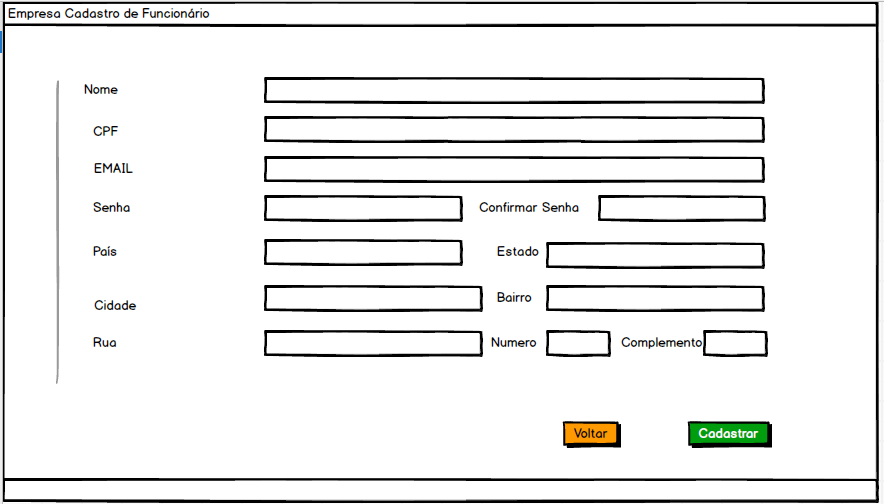 Empresa Cadastro de Funcionário
Nome
CPF
EMAIL
Senha Confirmar Senha
País Estado
Cidade Bairro
Rua Numero Complemento
Voltar Cadastrar